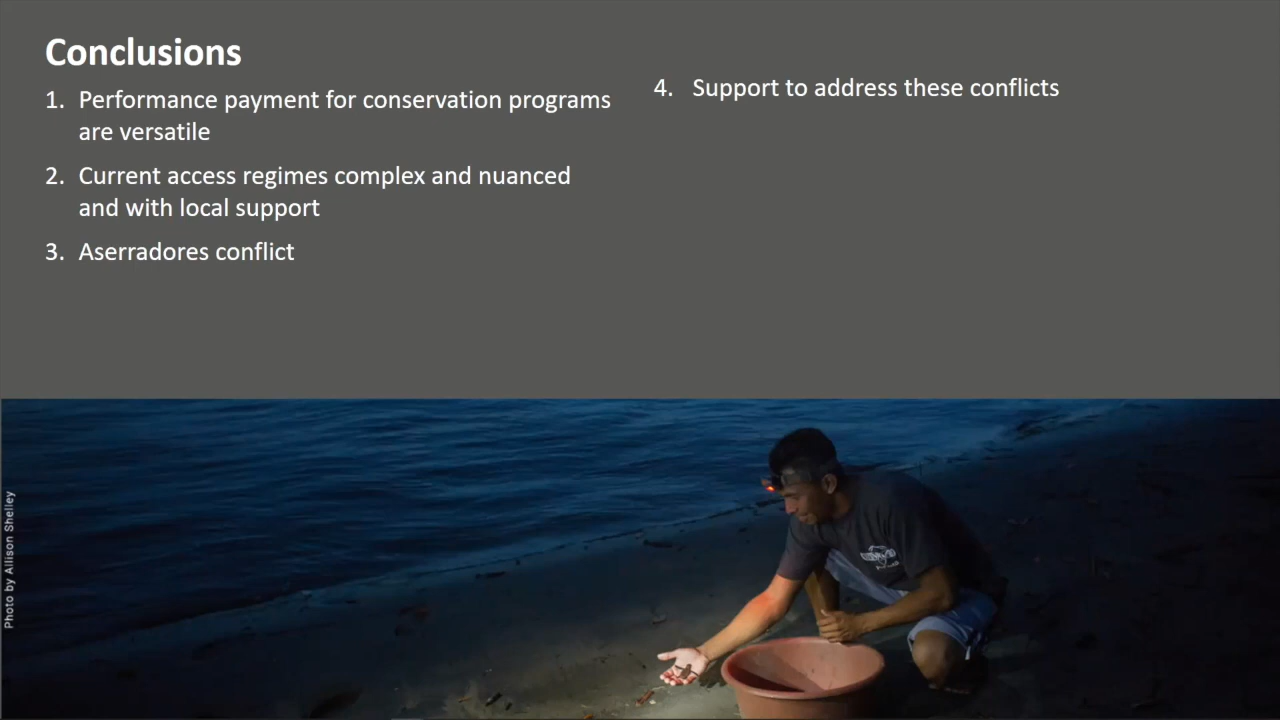 Conclusions
1. Performance payment for conservation programs
are versatile
2. Current access regimes complex and nuanced
and with local support
3. Aserradores conflict
4. Support to address these conflicts
Photo by Allison Shelley